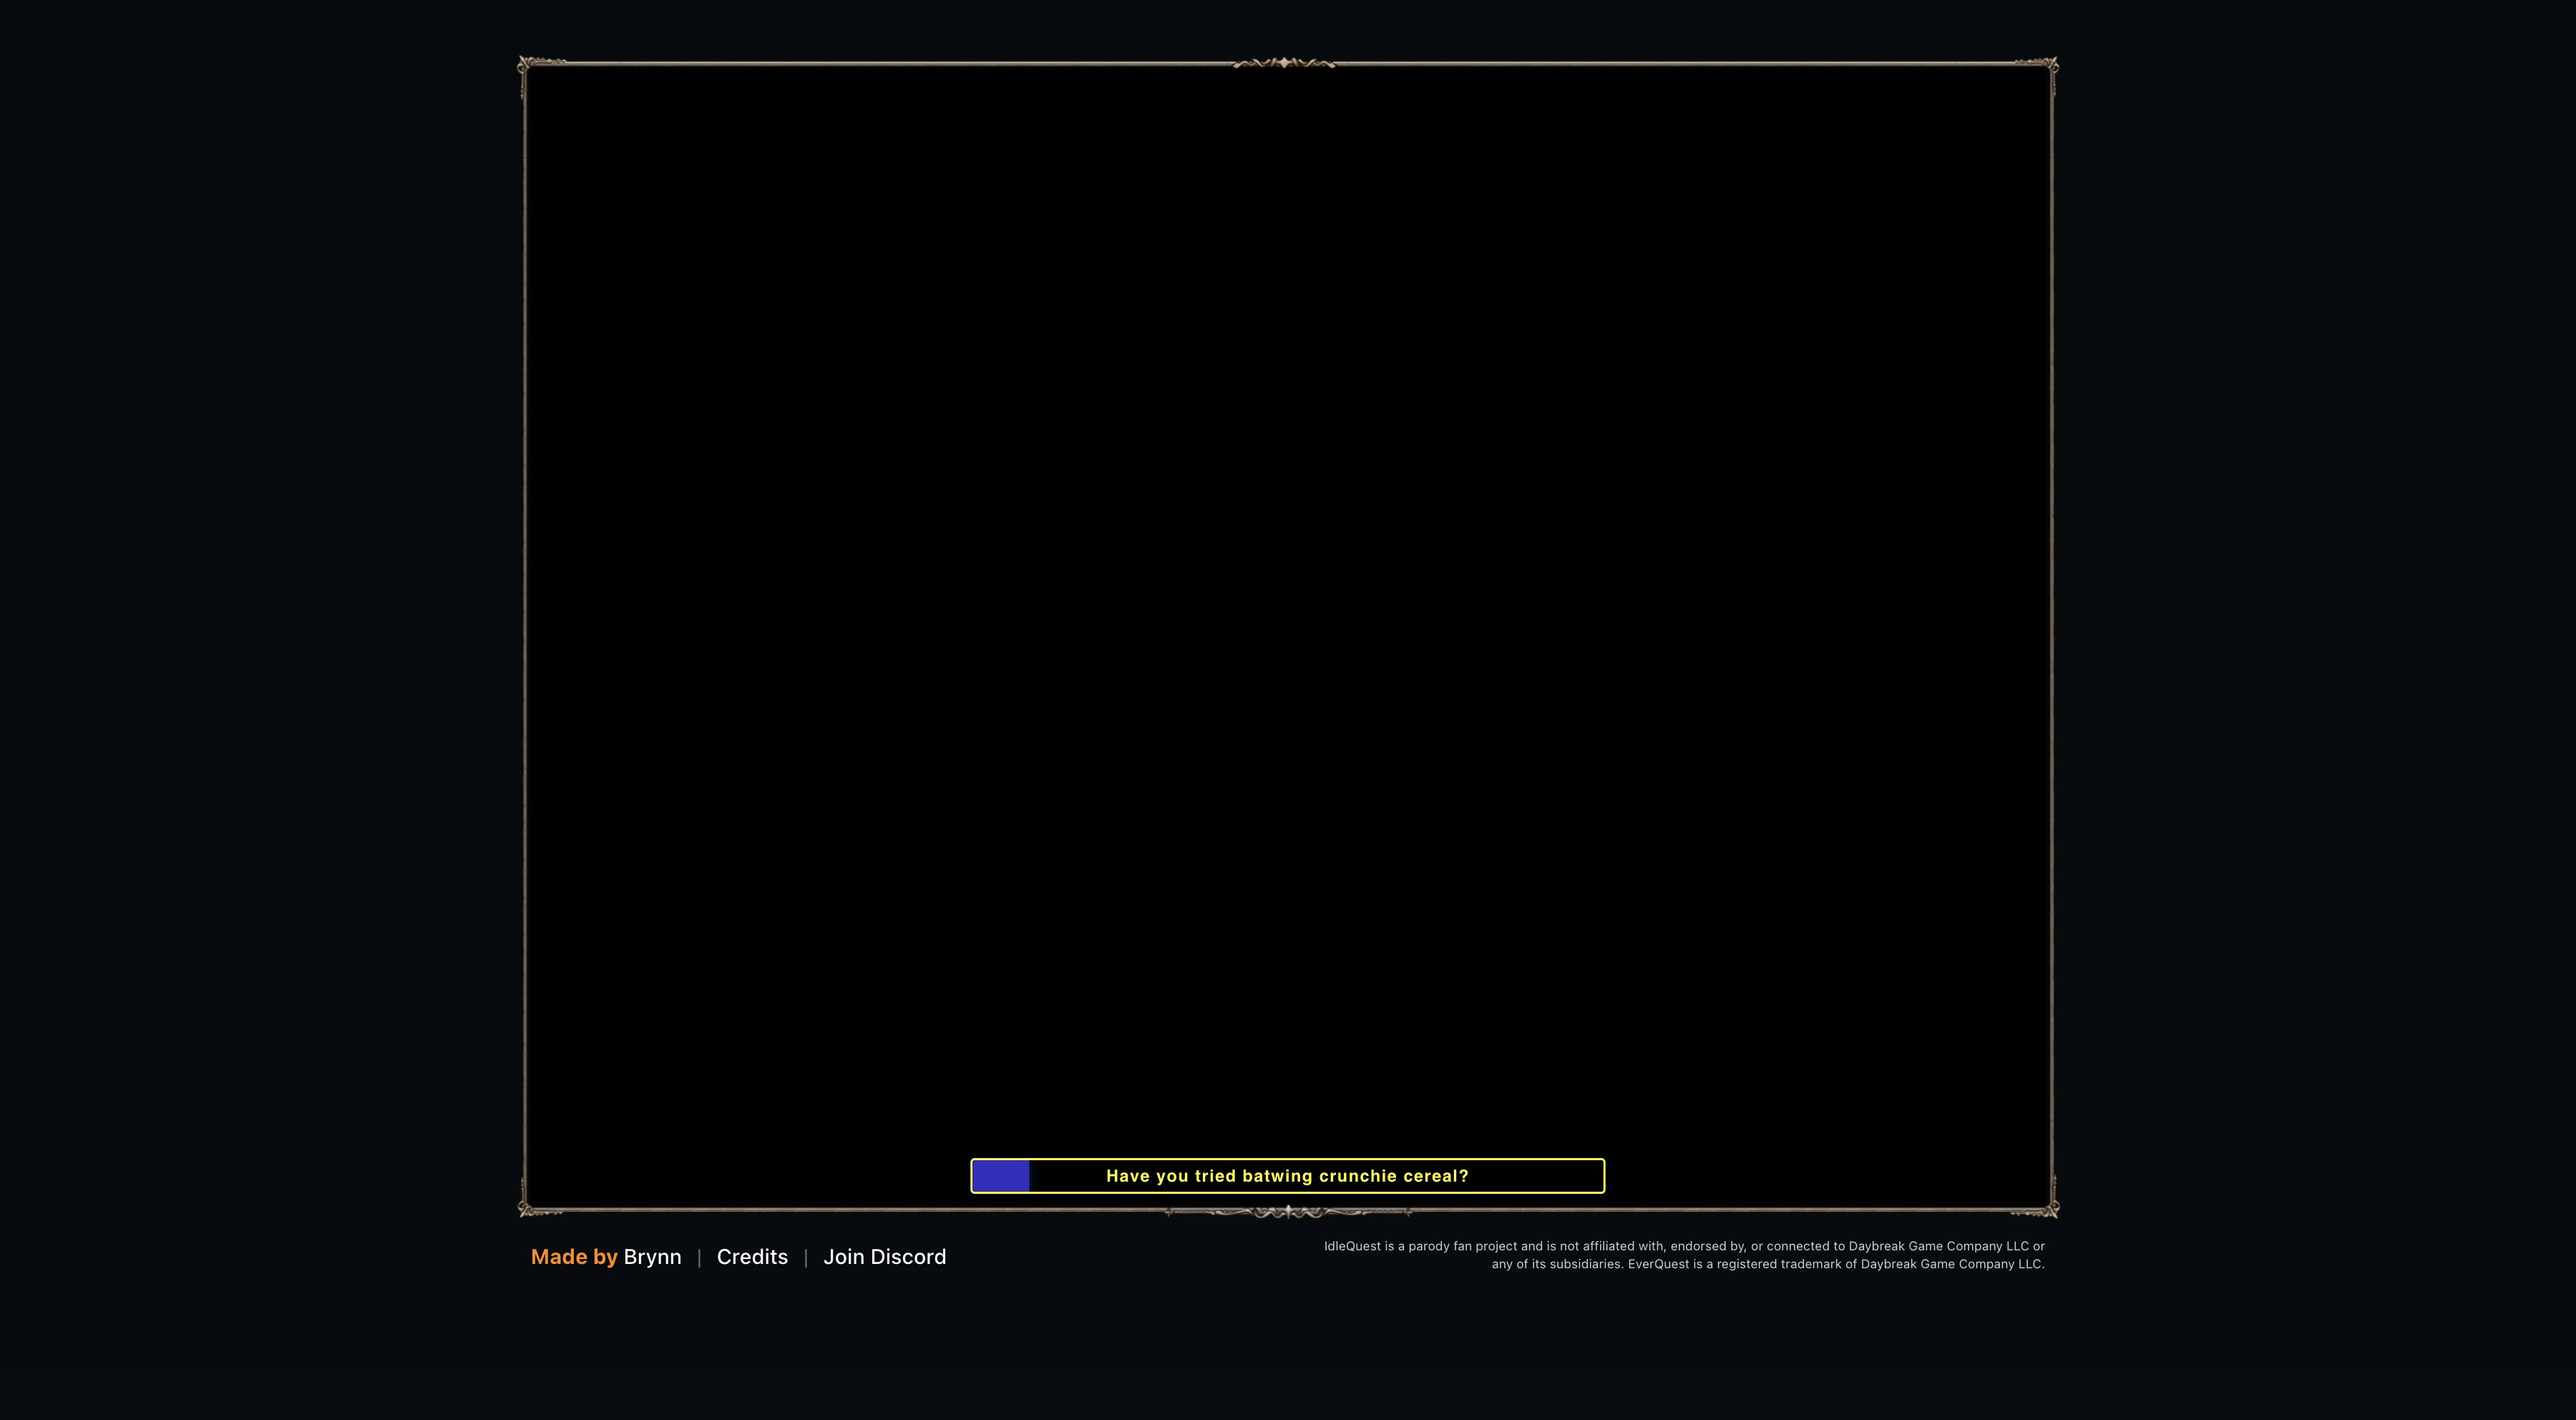 Have you tried batwing crunchie cereal?
Made by Brynn | Credits | Join Discord
IdleQuest is a parody fan project and is not affiliated with, endorsed by, or connected to Daybreak Game Company LLC or
any of its subsidiaries. EverQuest is a registered trademark of Daybreak Game Company LLC.